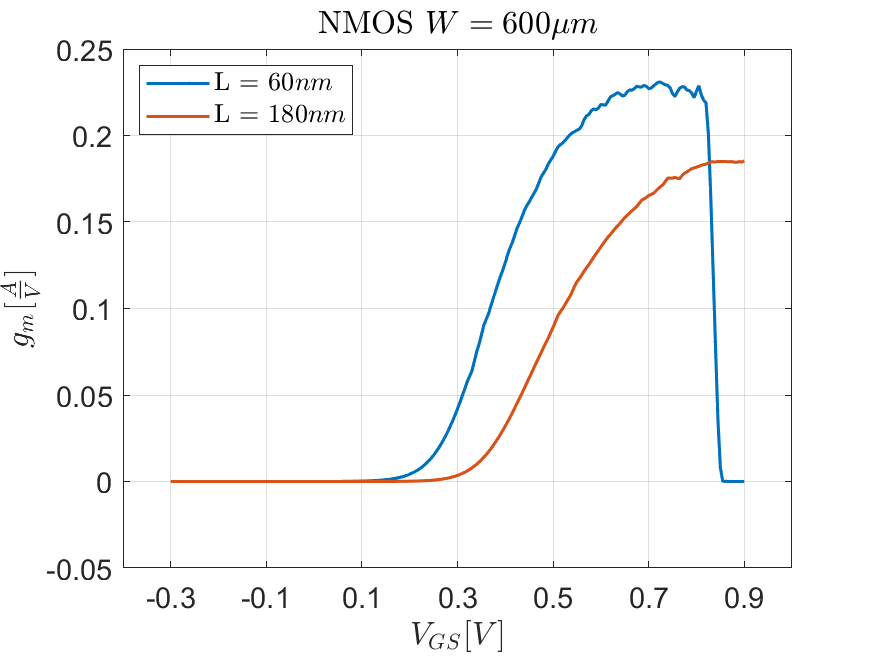 NMOS W = 600μm
0.25
0.2
0.15
0.1
0.05
0
-0.05
g_m[A/V]
L = 60nm
L = 180nm
-0.3 -0.1 0.1 0.3 0.5 0.7 0.9
V_GS[V]